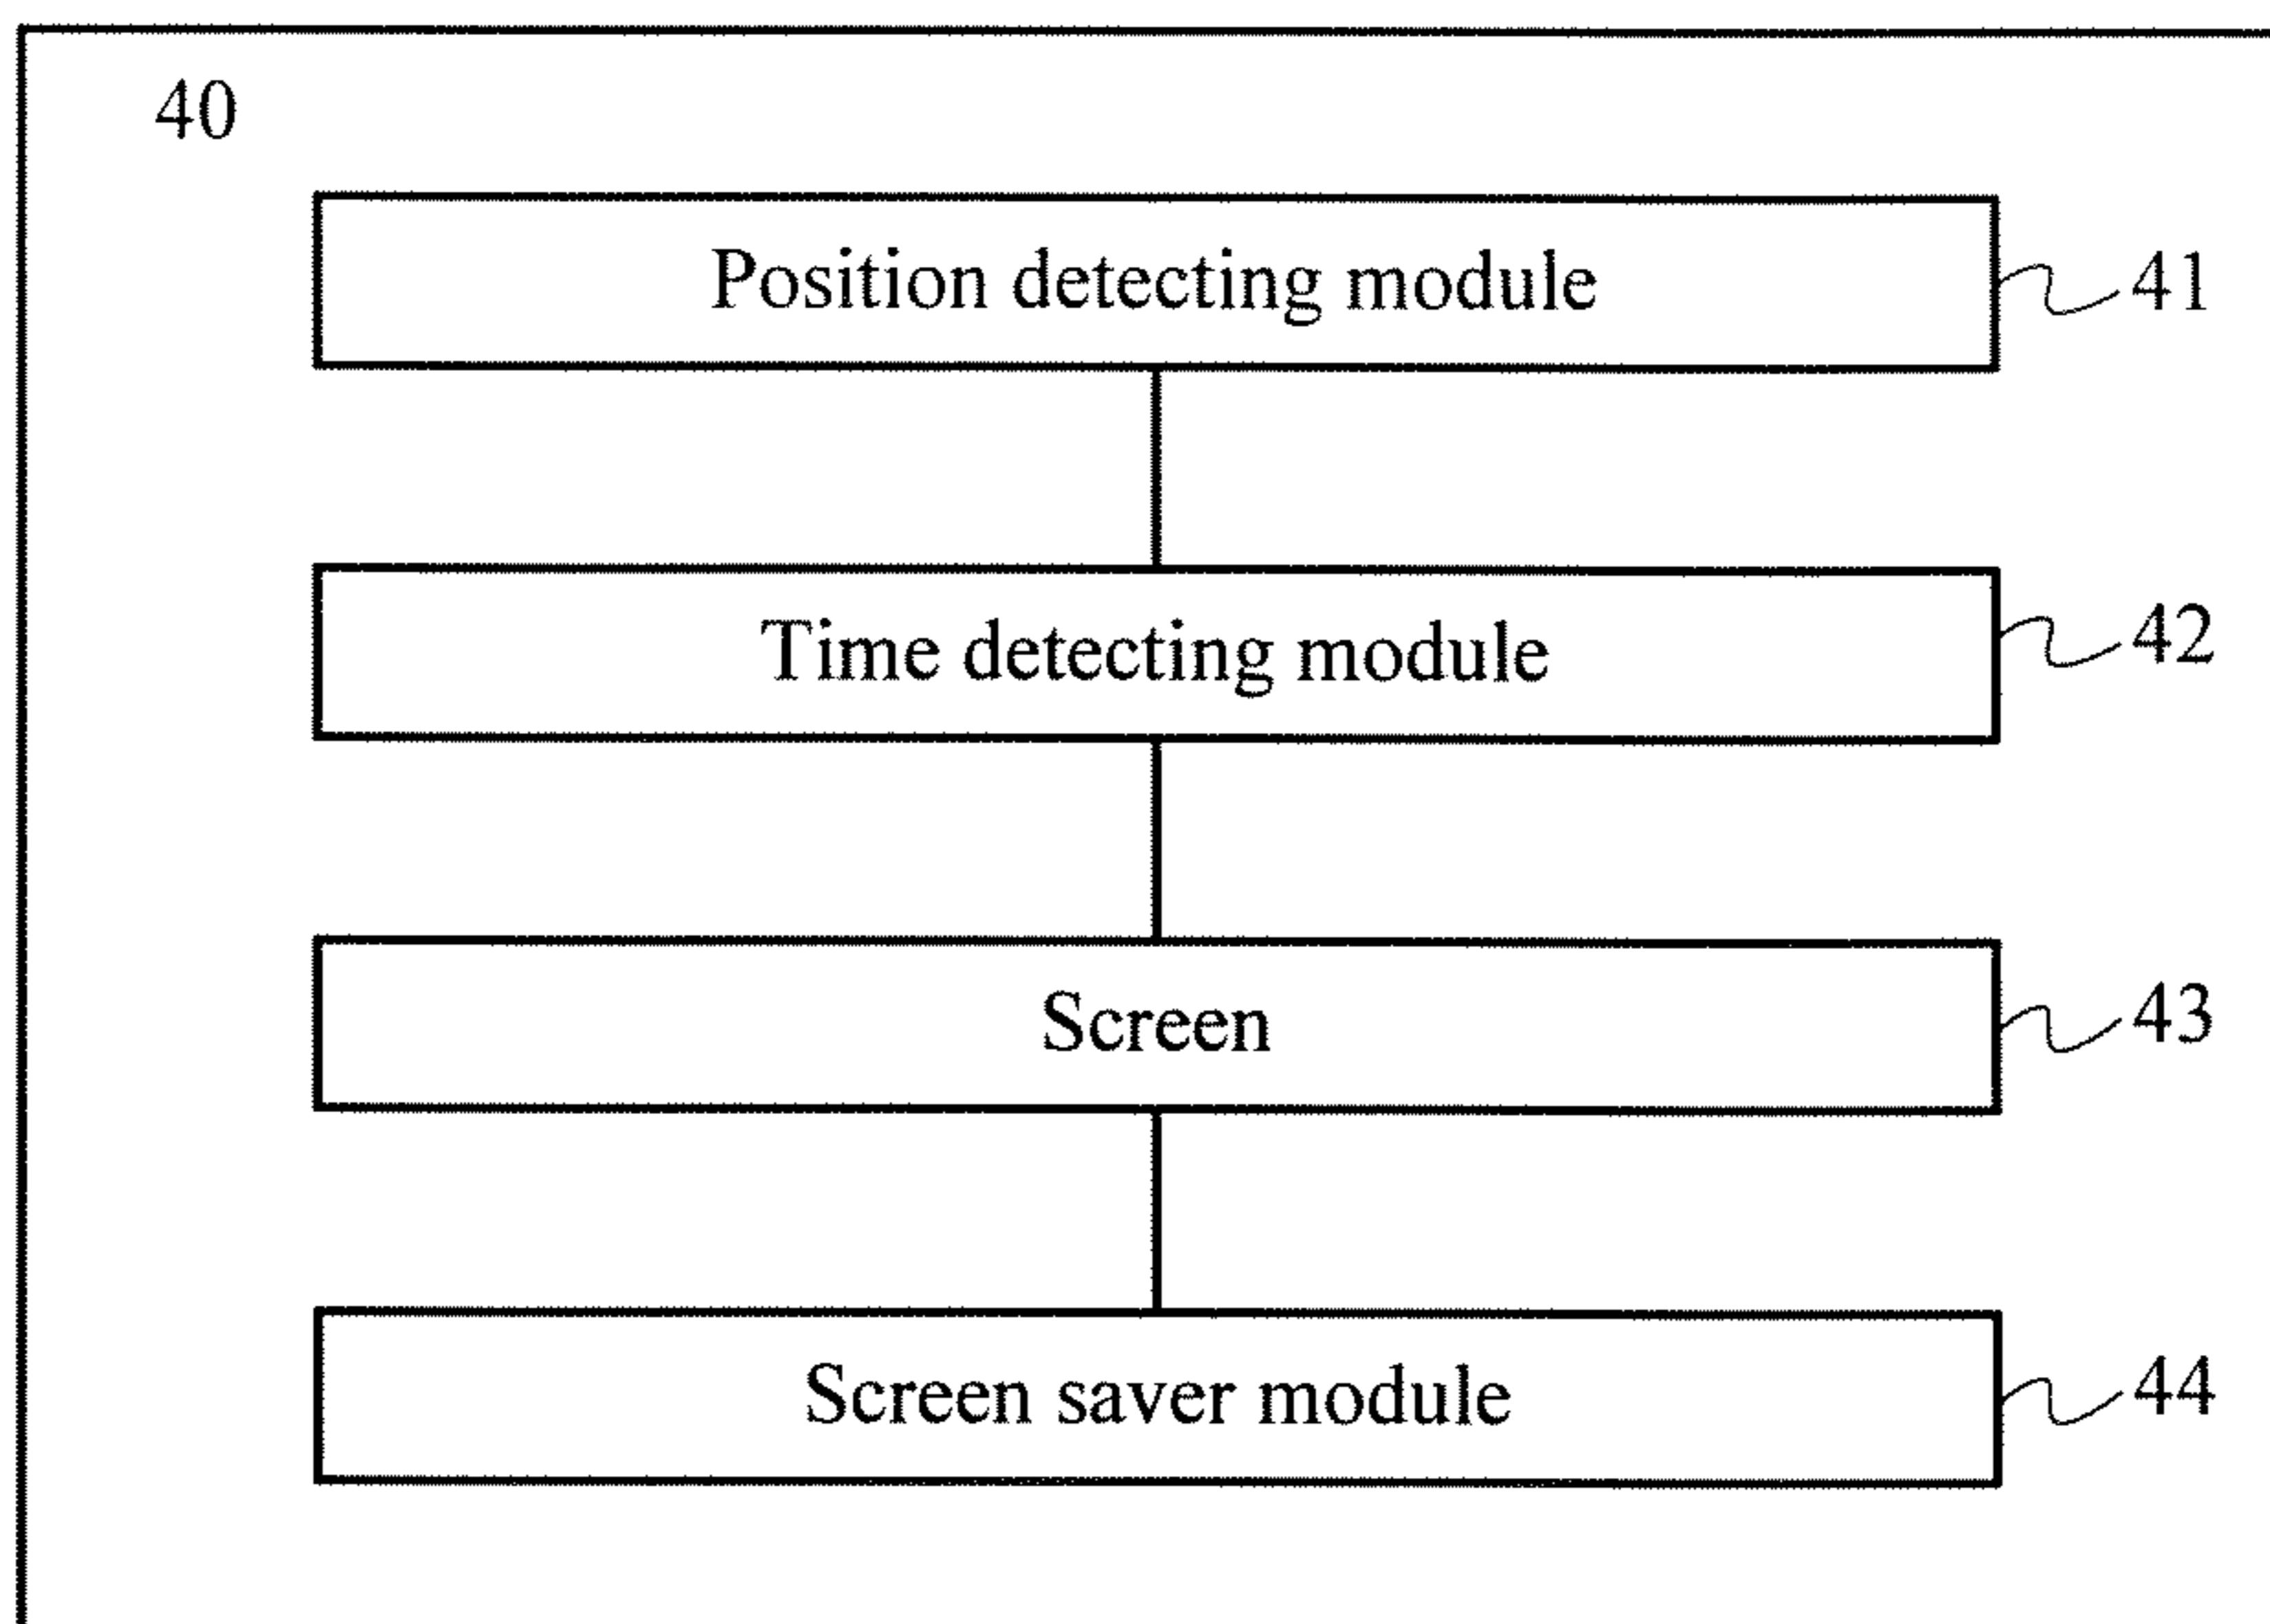 40
Position detecting module 41
Time detecting module 42
Screen 43
Screen saver module 44